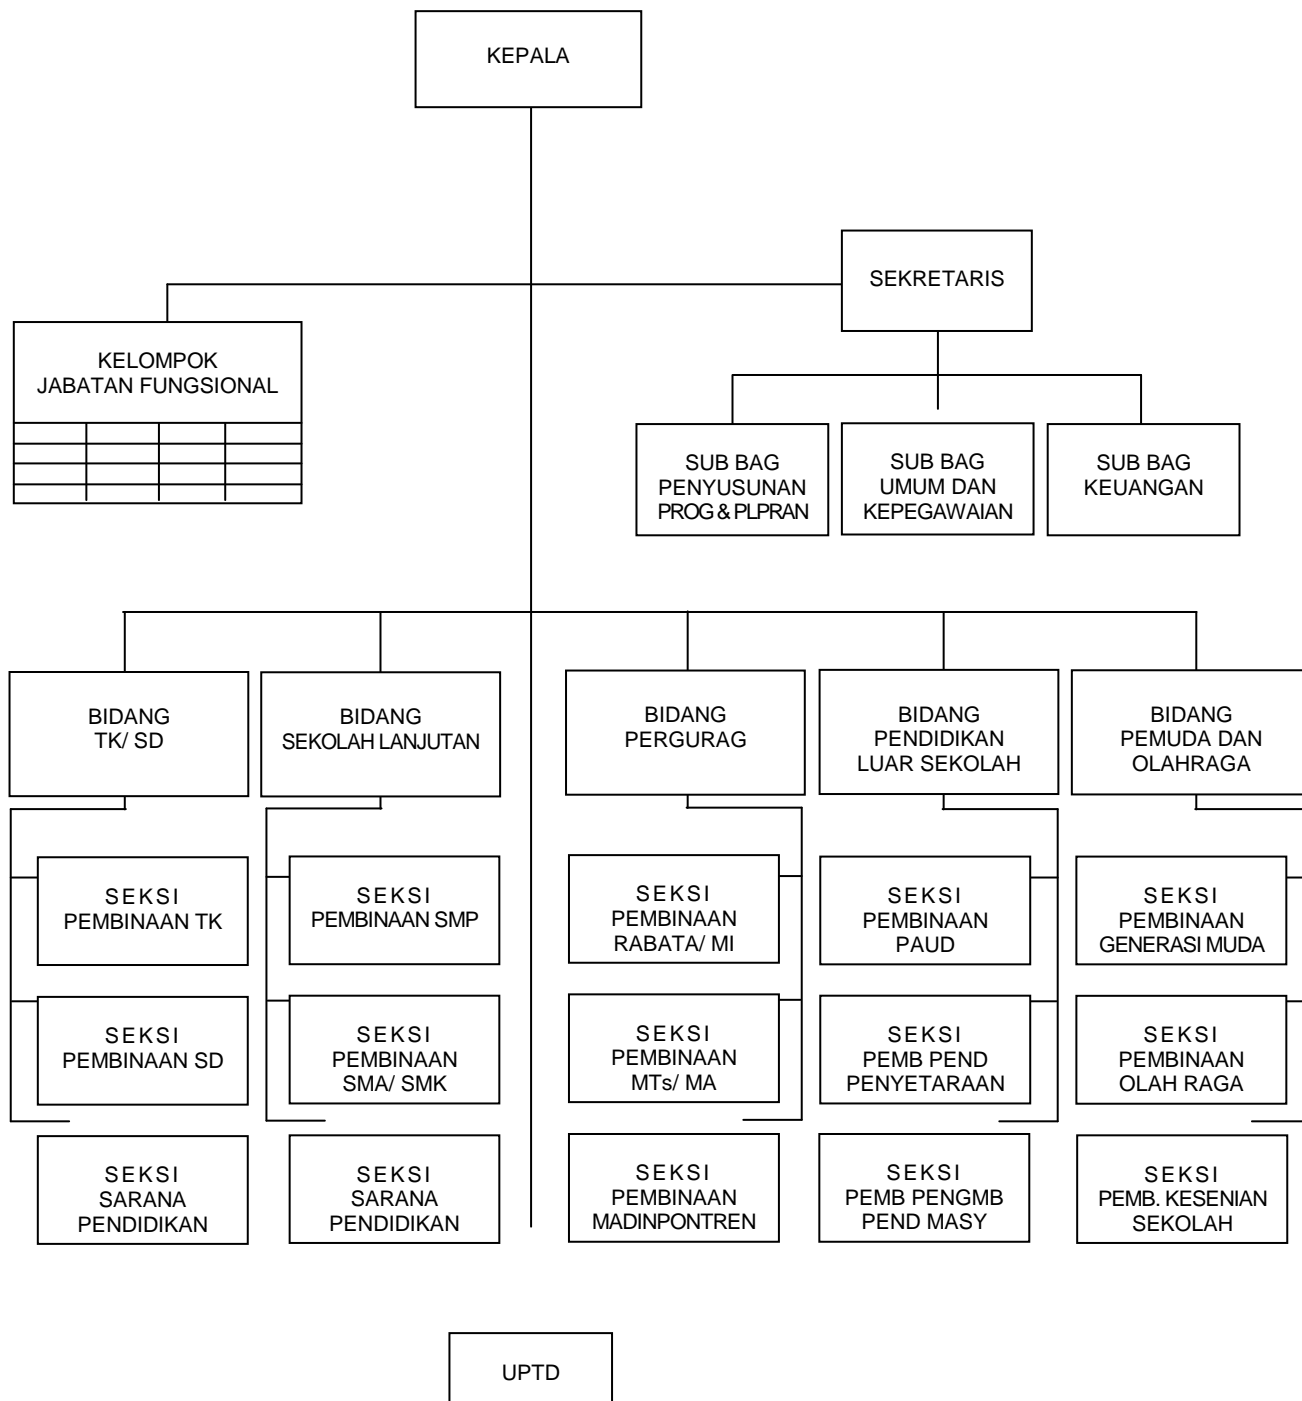 KEPALA
SEKRETARIS
KELOMPOK
JABATAN FUNGSIONAL
SUB BAG
PENYUSUNAN
PROG & PLPRAN
SUB BAG
UMUM DAN
KEPEGAWAIAN
SUB BAG
KEUANGAN
BIDANG
TK/ SD
BIDANG
SEKOLAH LANJUTAN
BIDANG
PERGURAG
BIDANG
PENDIDIKAN
LUAR SEKOLAH
BIDANG
PEMUDA DAN
OLAHRAGA
SEKSI
PEMBINAAN TK
SEKSI
PEMBINAAN SMP
SEKSI
PEMBINAAN
RABATA/ MI
SEKSI
PEMBINAAN
PAUD
SEKSI
PEMBINAAN
GENERASI MUDA
SEKSI
PEMBINAAN SD
SEKSI
PEMBINAAN
SMA/ SMK
SEKSI
PEMBINAAN
MTs/ MA
SEKSI
PEMB PEND
PENYETARAAN
SEKSI
PEMBINAAN
OLAH RAGA
SEKSI
SARANA
PENDIDIKAN
SEKSI
SARANA
PENDIDIKAN
SEKSI
PEMBINAAN
MADINPONTREN
SEKSI
PEMB PENGMB
PEND MASY
SEKSI
PEMB. KESENIAN
SEKOLAH
UPTD